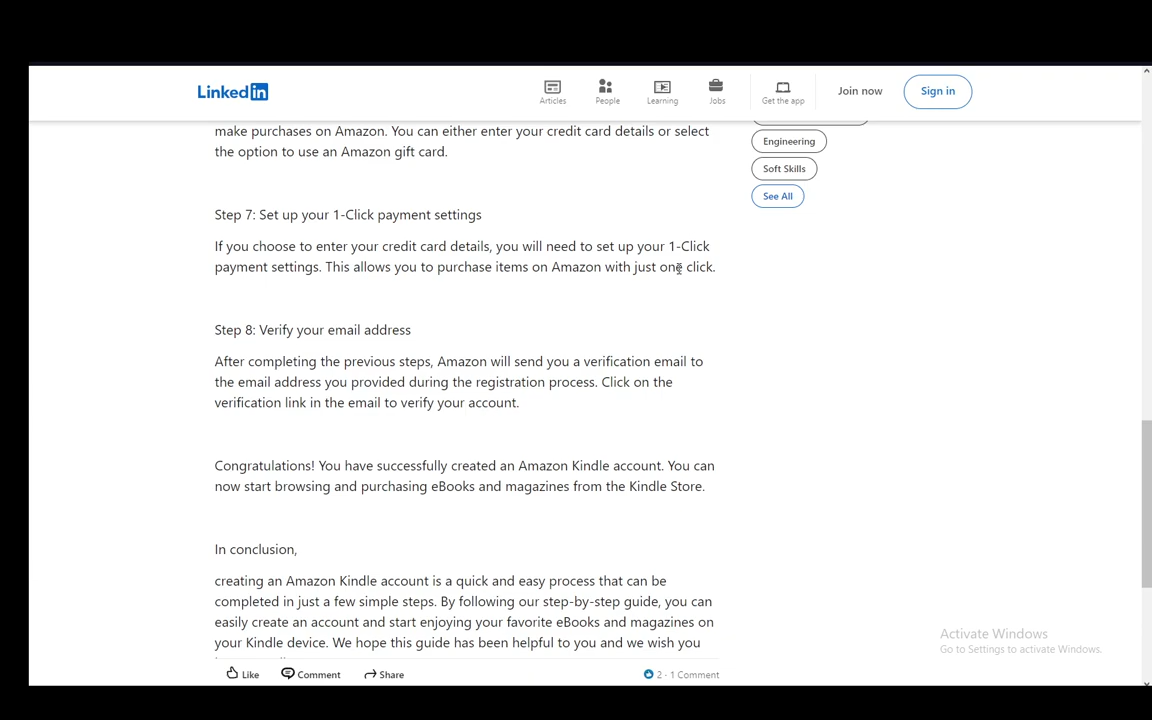 Linked in
Articles
People
Learning
Jobs
Get the app
Join now
Sign in
make purchases on Amazon. You can either enter your credit card details or select
the option to use an Amazon gift card.
Engineering
Soft Skills
See All
Step 7: Set up your 1-Click payment settings
If you choose to enter your credit card details, you will need to set up your 1-Click
payment settings. This allows you to purchase items on Amazon with just one click.
Step 8: Verify your email address
After completing the previous steps, Amazon will send you a verification email to
the email address you provided during the registration process. Click on the
verification link in the email to verify your account.
Congratulations! You have successfully created an Amazon Kindle account. You can
now start browsing and purchasing eBooks and magazines from the Kindle Store.
In conclusion,
creating an Amazon Kindle account is a quick and easy process that can be
completed in just a few simple steps. By following our step-by-step guide, you can
easily create an account and start enjoying your favorite eBooks and magazines on
your Kindle device. We hope this guide has been helpful to you and we wish you
Like
Comment
Share
2 · 1 Comment
Activate Windows
Go to Settings to activate Windows.